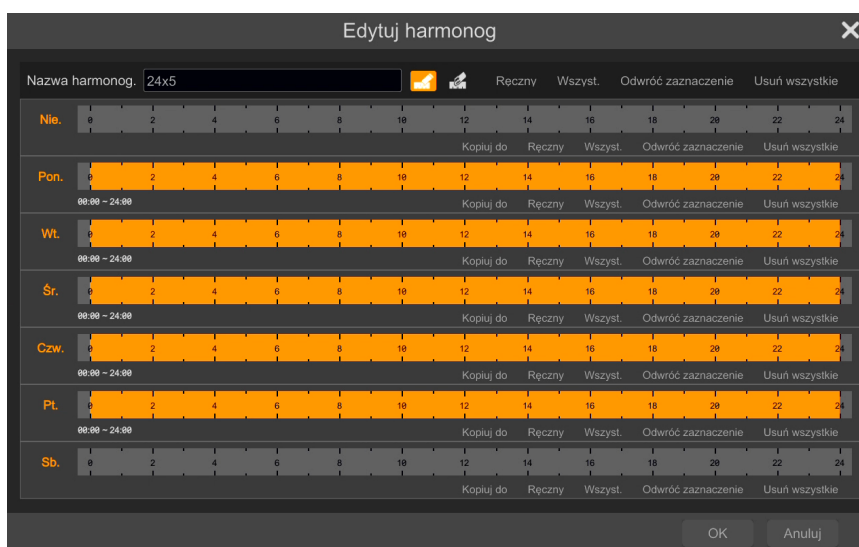 Edytuj harmonog
Nazwa harmonog. 24x5 Ręczny Wszyst. Odwróć zaznaczenie Usuń wszystkie
Nie. 0 2 4 6 8 10 12 14 16 18 20 22 24
Kopiuj do Ręczny Wszyst. Odwróć zaznaczenie Usuń wszystkie
Pon. 0 2 4 6 8 10 12 14 16 18 20 22 24
00:00 ~ 24:00 Kopiuj do Ręczny Wszyst. Odwróć zaznaczenie Usuń wszystkie
Wt. 0 2 4 6 8 10 12 14 16 18 20 22 24
00:00 ~ 24:00 Kopiuj do Ręczny Wszyst. Odwróć zaznaczenie Usuń wszystkie
Śr. 0 2 4 6 8 10 12 14 16 18 20 22 24
00:00 ~ 24:00 Kopiuj do Ręczny Wszyst. Odwróć zaznaczenie Usuń wszystkie
Czw. 0 2 4 6 8 10 12 14 16 18 20 22 24
00:00 ~ 24:00 Kopiuj do Ręczny Wszyst. Odwróć zaznaczenie Usuń wszystkie
Pt. 0 2 4 6 8 10 12 14 16 18 20 22 24
00:00 ~ 24:00 Kopiuj do Ręczny Wszyst. Odwróć zaznaczenie Usuń wszystkie
Sb. 0 2 4 6 8 10 12 14 16 18 20 22 24
Kopiuj do Ręczny Wszyst. Odwróć zaznaczenie Usuń wszystkie
OK Anuluj